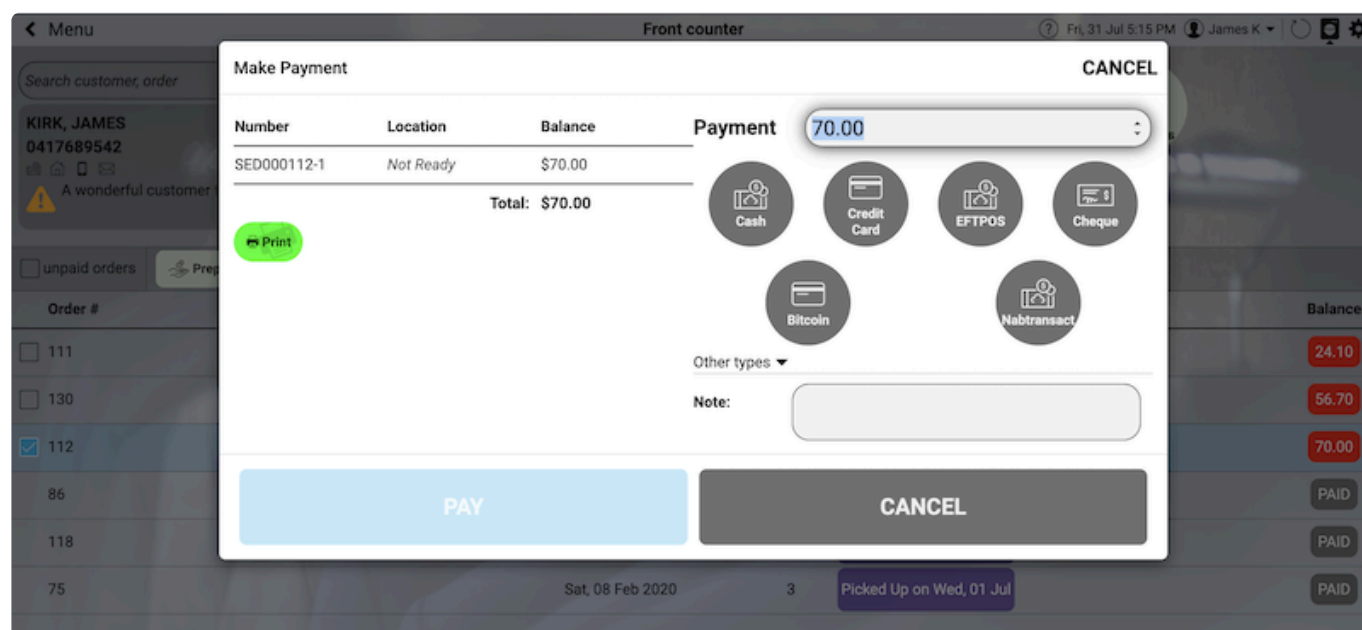 Menu
Front counter
? Fri, 31 Jul 5:15 PM James K
Search customer, order
KIRK, JAMES
0417689542
A wonderful customer
unpaid orders
Prep
Order #
Balance
111
24.10
130
56.70
112
70.00
86
PAID
118
PAID
75 Sat, 08 Feb 2020 3 Picked Up on Wed, 01 Jul PAID
Make Payment CANCEL
Number Location Balance
SED000112-1 Not Ready $70.00
Total: $70.00
Print
Payment 70.00
Cash
Credit
Card
EFTPOS
Cheque
Bitcoin
Nabtransact
Other types
Note:
PAY CANCEL